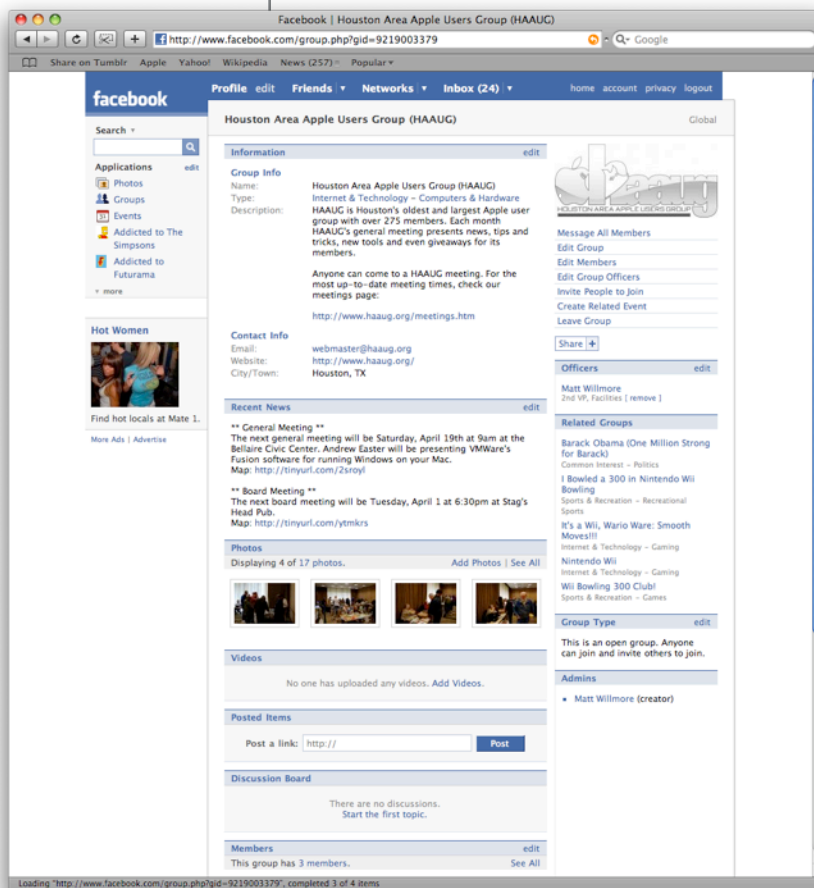 Facebook | Houston Area Apple Users Group (HAAUG)
http://www.facebook.com/group.php?gid=9219003379
Google
Share on Tumblr Apple Yahoo! Wikipedia News (257) Popular
facebook
Profile edit Friends Networks Inbox (24) home account privacy logout
Search
Applications edit
Photos
Groups
31 Events
Addicted to The
Simpsons
Addicted to
Futurama
more
Hot Women
Find hot locals at Mate 1.
More Ads | Advertise
Houston Area Apple Users Group (HAAUG) Global
Information edit
Group Info
Name: Houston Area Apple Users Group (HAAUG)
Type: Internet & Technology – Computers & Hardware
Description: HAAUG is Houston's oldest and largest Apple user
group with over 275 members. Each month
HAAUG's general meeting presents news, tips and
tricks, new tools and even giveaways for its
members.
Anyone can come to a HAAUG meeting. For the
most up-to-date meeting times, check our
meetings page:
http://www.haaug.org/meetings.htm
Contact Info
Email: webmaster@haaug.org
Website: http://www.haaug.org/
City/Town: Houston, TX
Recent News edit
** General Meeting **
The next general meeting will be Saturday, April 19th at 9am at the
Bellaire Civic Center. Andrew Easter will be presenting VMWare's
Fusion software for running Windows on your Mac.
Map: http://tinyurl.com/2sroyl
** Board Meeting **
The next board meeting will be Tuesday, April 1 at 6:30pm at Stag's
Head Pub.
Map: http://tinyurl.com/ytmkrs
Photos
Displaying 4 of 17 photos. Add Photos | See All
Videos
No one has uploaded any videos. Add Videos.
Posted Items
Post a link: http:// Post
Discussion Board
There are no discussions.
Start the first topic.
Members edit
This group has 3 members. See All
haaug
HOUSTON AREA APPLE USERS GROUP
Message All Members
Edit Group
Edit Members
Edit Group Officers
Invite People to Join
Create Related Event
Leave Group
Share +
Officers edit
Matt Willmore
2nd VP, Facilities [ remove ]
Related Groups
Barack Obama (One Million Strong
for Barack)
Common Interest – Politics
I Bowled a 300 in Nintendo Wii
Bowling
Sports & Recreation – Recreational
Sports
It's a Wii, Wario Ware: Smooth
Moves!!!
Internet & Technology – Gaming
Nintendo Wii
Internet & Technology – Gaming
Wii Bowling 300 Club!
Sports & Recreation – Games
Group Type edit
This is an open group. Anyone
can join and invite others to join.
Admins
• Matt Willmore (creator)
Loading "http://www.facebook.com/group.php?gid=9219003379", completed 3 of 4 items